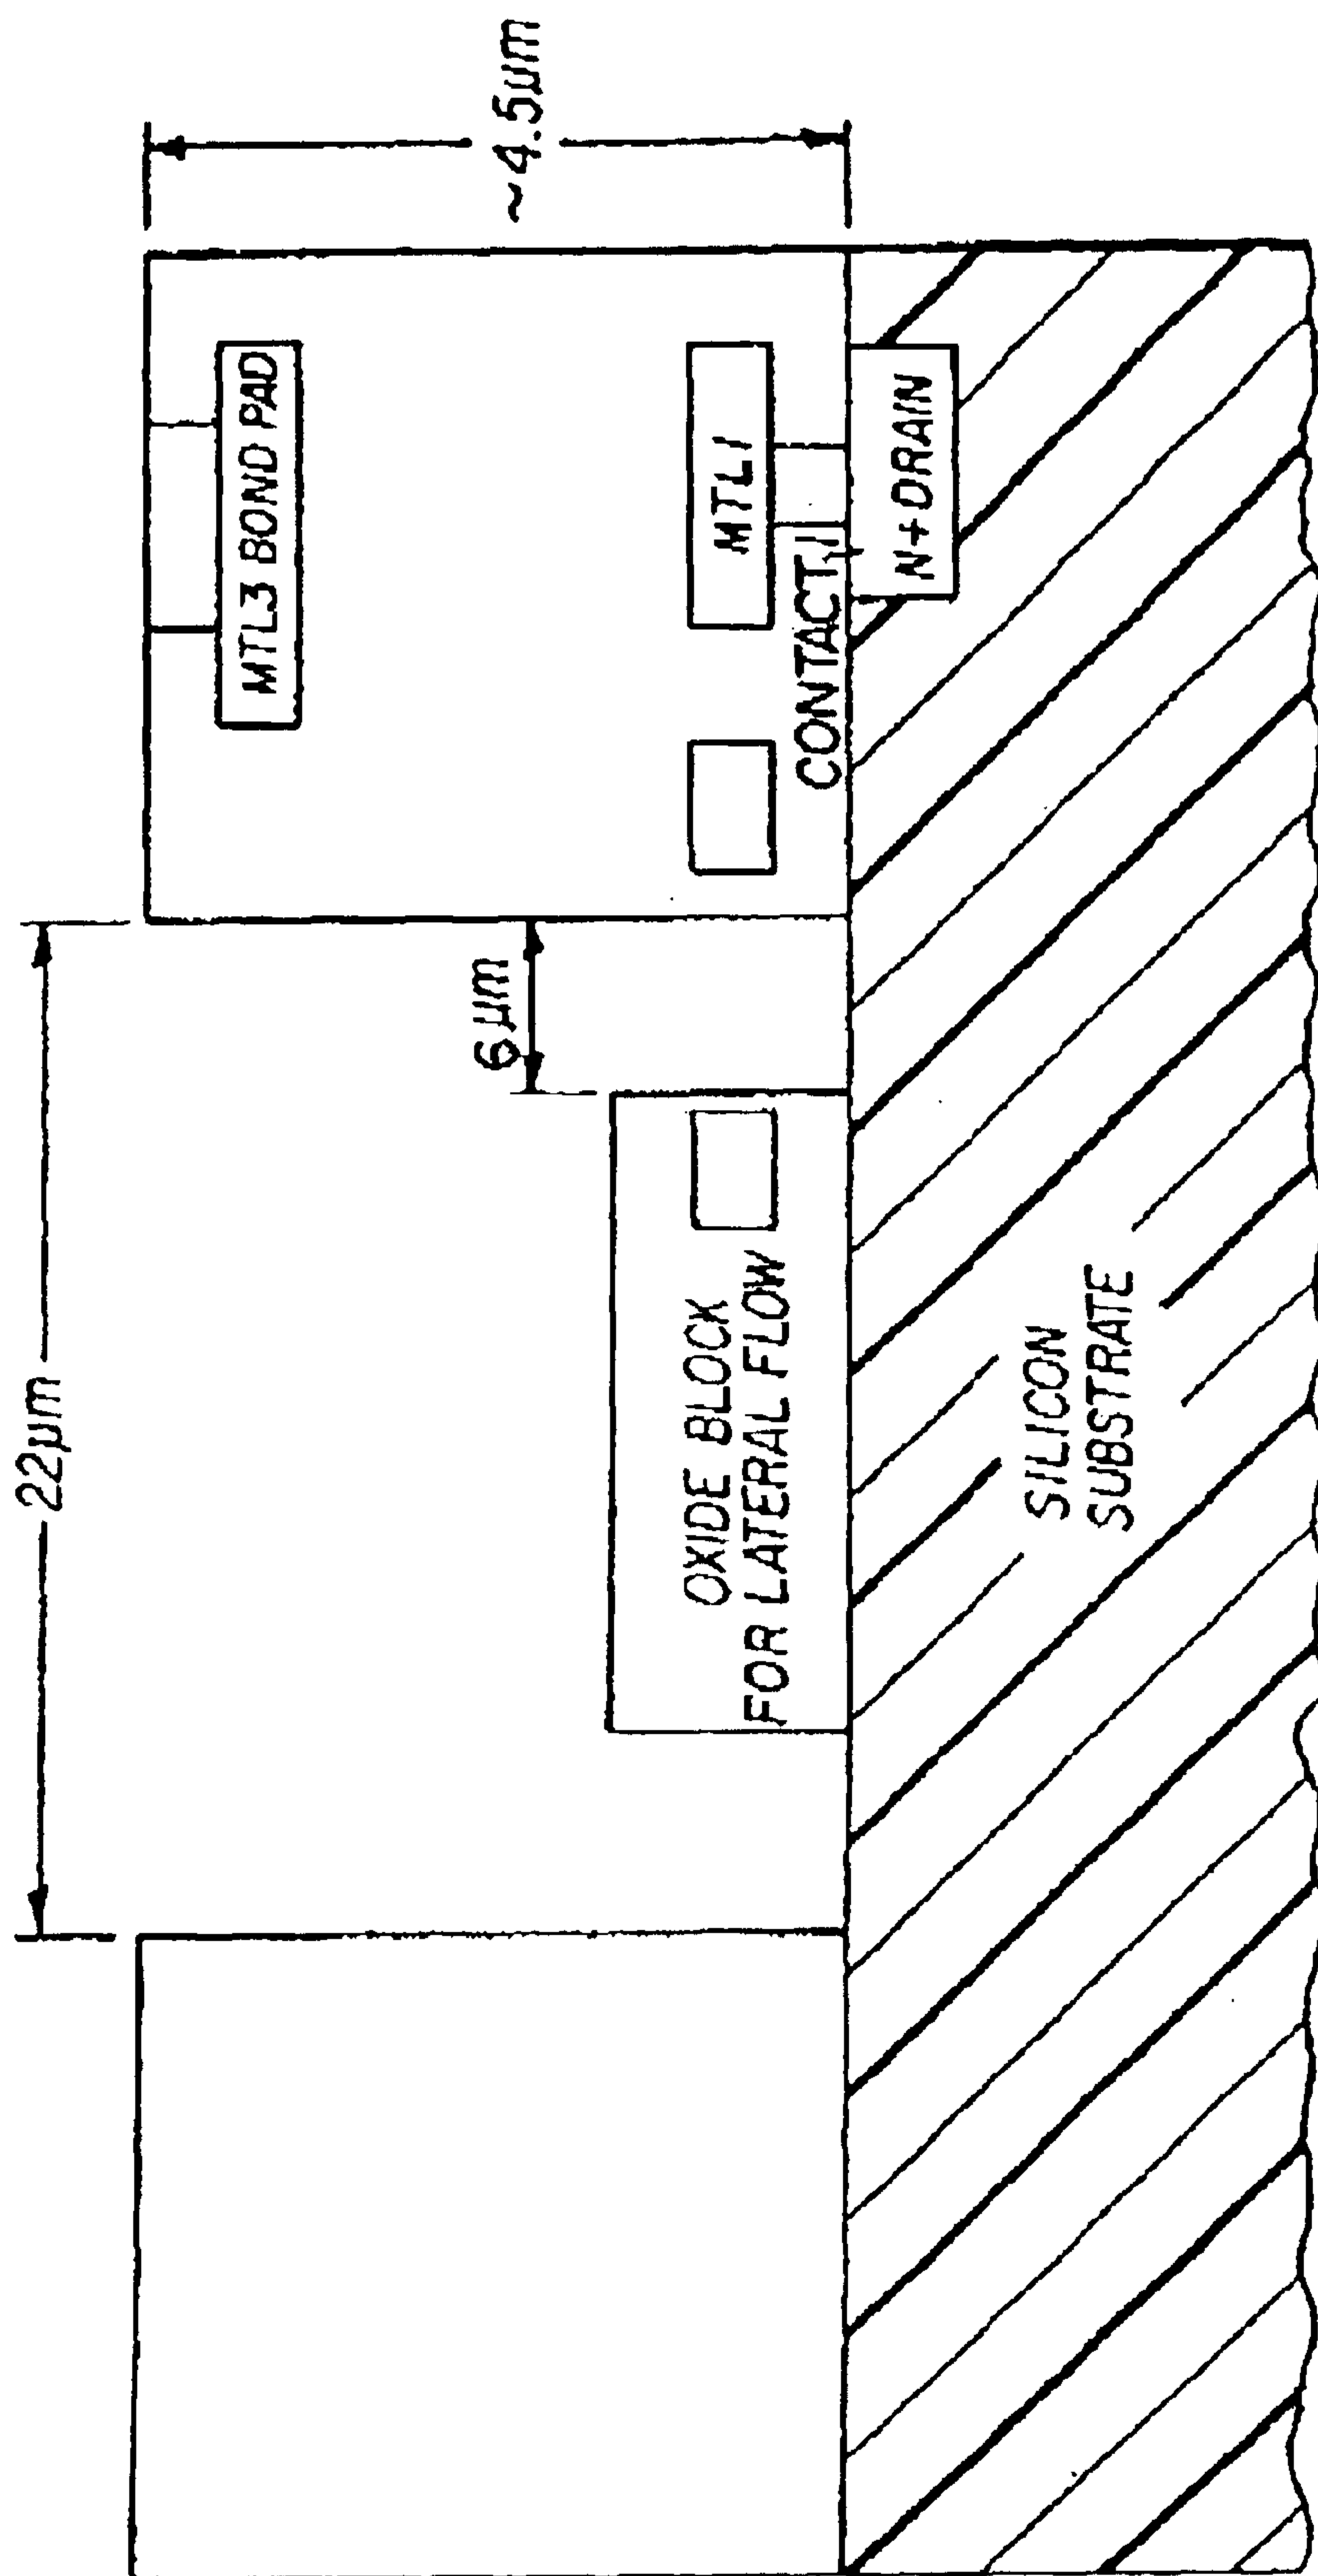 22µm
~4.5µm
6µm
MTL3 BOND PAD
MTL1
CONTACT
N+DRAIN
OXIDE BLOCK
FOR LATERAL FLOW
SILICON
SUBSTRATE